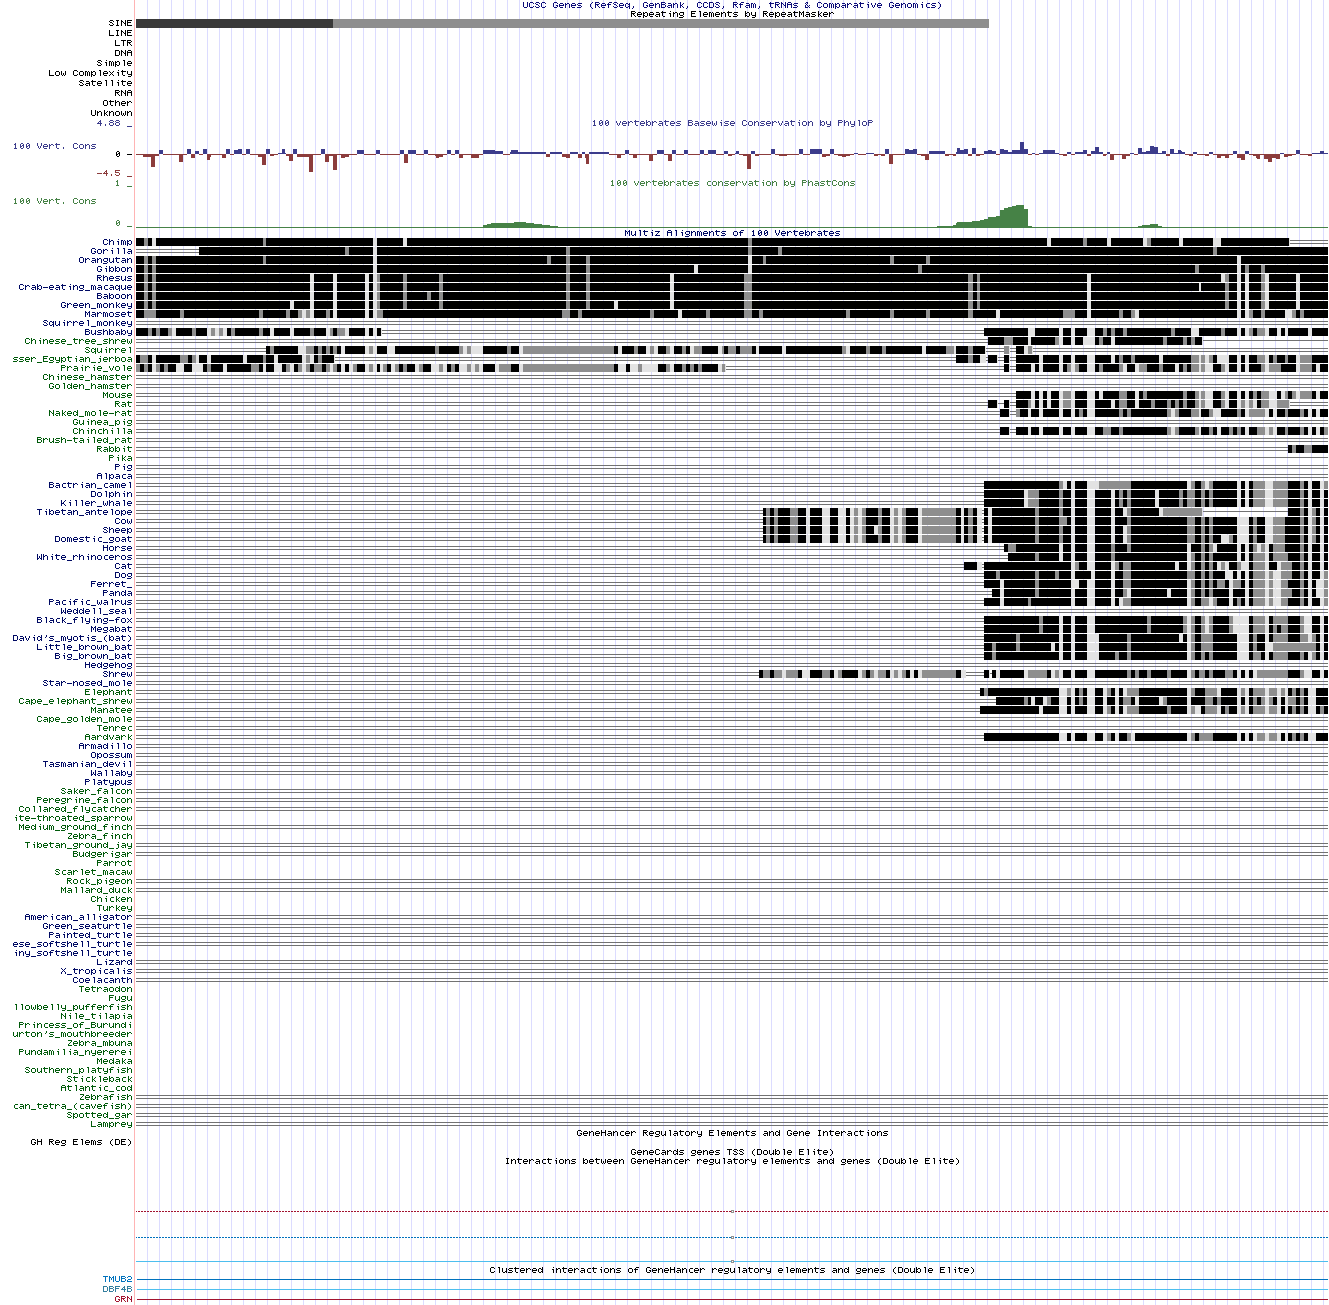 UCSC Genes (RefSeq, GenBank, CCDS, Rfam, tRNAs & Comparative Genomics)
Repeating Elements by RepeatMasker
SINE
LINE
LTR
DNA
Simple
Low Complexity
Satellite
RNA
Other
Unknown
4.88 _
100 vertebrates Basewise Conservation by PhyloP
100 Vert. Cons
0 _
-4.5 _
1 _
100 vertebrates conservation by PhastCons
100 Vert. Cons
0 _
Multiz Alignments of 100 Vertebrates
Chimp
Gorilla
Orangutan
Gibbon
Rhesus
Crab-eating_macaque
Baboon
Green_monkey
Marmoset
Squirrel_monkey
Bushbaby
Chinese_tree_shrew
Squirrel
sser_Egyptian_jerboa
Prairie_vole
Chinese_hamster
Golden_hamster
Mouse
Rat
Naked_mole-rat
Guinea_pig
Chinchilla
Brush-tailed_rat
Rabbit
Pika
Pig
Alpaca
Bactrian_camel
Dolphin
Killer_whale
Tibetan_antelope
Cow
Sheep
Domestic_goat
Horse
White_rhinoceros
Cat
Dog
Ferret_
Panda
Pacific_walrus
Weddell_seal
Black_flying-fox
Megabat
David's_myotis_(bat)
Little_brown_bat
Big_brown_bat
Hedgehog
Shrew
Star-nosed_mole
Elephant
Cape_elephant_shrew
Manatee
Cape_golden_mole
Tenrec
Aardvark
Armadillo
Opossum
Tasmanian_devil
Wallaby
Platypus
Saker_falcon
Peregrine_falcon
Collared_flycatcher
ite-throated_sparrow
Medium_ground_finch
Zebra_finch
Tibetan_ground_jay
Budgerigar
Parrot
Scarlet_macaw
Rock_pigeon
Mallard_duck
Chicken
Turkey
American_alligator
Green_seaturtle
Painted_turtle
ese_softshell_turtle
iny_softshell_turtle
Lizard
X_tropicalis
Coelacanth
Tetraodon
Fugu
llowbelly_pufferfish
Nile_tilapia
Princess_of_Burundi
urton's_mouthbreeder
Zebra_mbuna
Pundamilia_nyererei
Medaka
Southern_platyfish
Stickleback
Atlantic_cod
Zebrafish
can_tetra_(cavefish)
Spotted_gar
Lamprey
GeneHancer Regulatory Elements and Gene Interactions
GH Reg Elems (DE)
GeneCards genes TSS (Double Elite)
Interactions between GeneHancer regulatory elements and genes (Double Elite)
Clustered interactions of GeneHancer regulatory elements and genes (Double Elite)
TMUB2
DBF4B
GRN